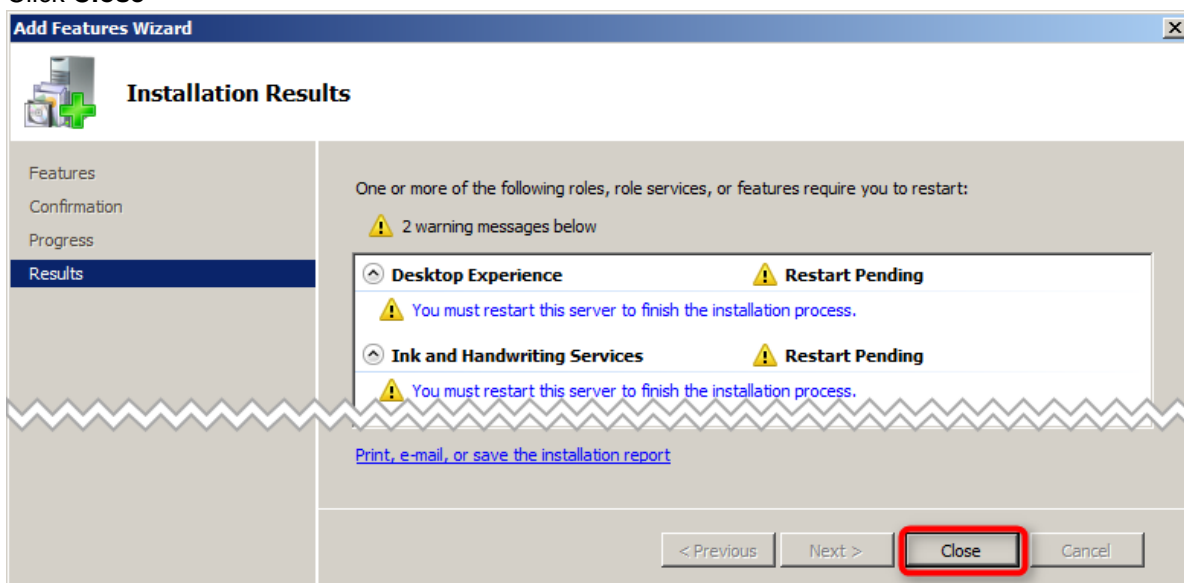 Click Close
Add Features Wizard
Installation Results
Features
Confirmation
Progress
Results
One or more of the following roles, role services, or features require you to restart:
2 warning messages below
Desktop Experience Restart Pending
You must restart this server to finish the installation process.
Ink and Handwriting Services Restart Pending
You must restart this server to finish the installation process.
Print, e-mail, or save the installation report
< Previous Next > Close Cancel